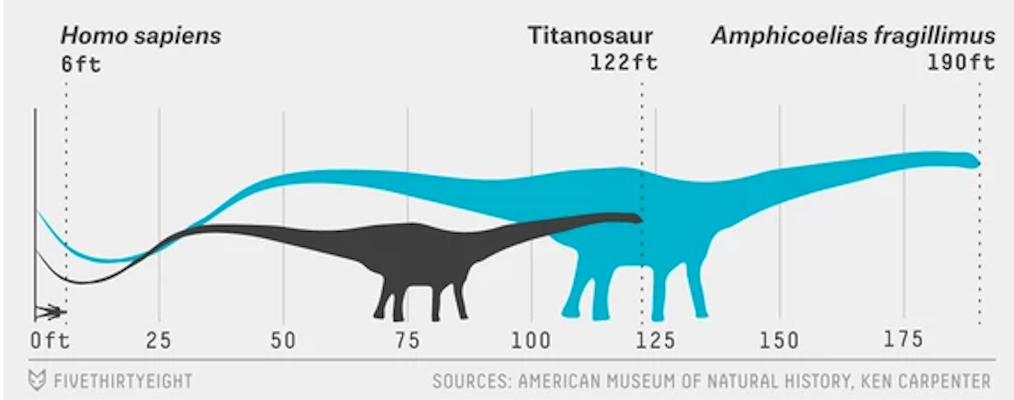 Homo sapiens
6ft
Titanosaur
122ft
Amphicoelias fragillimus
190ft
0ft 25 50 75 100 125 150 175
FIVETHIRTYEIGHT
SOURCES: AMERICAN MUSEUM OF NATURAL HISTORY, KEN CARPENTER